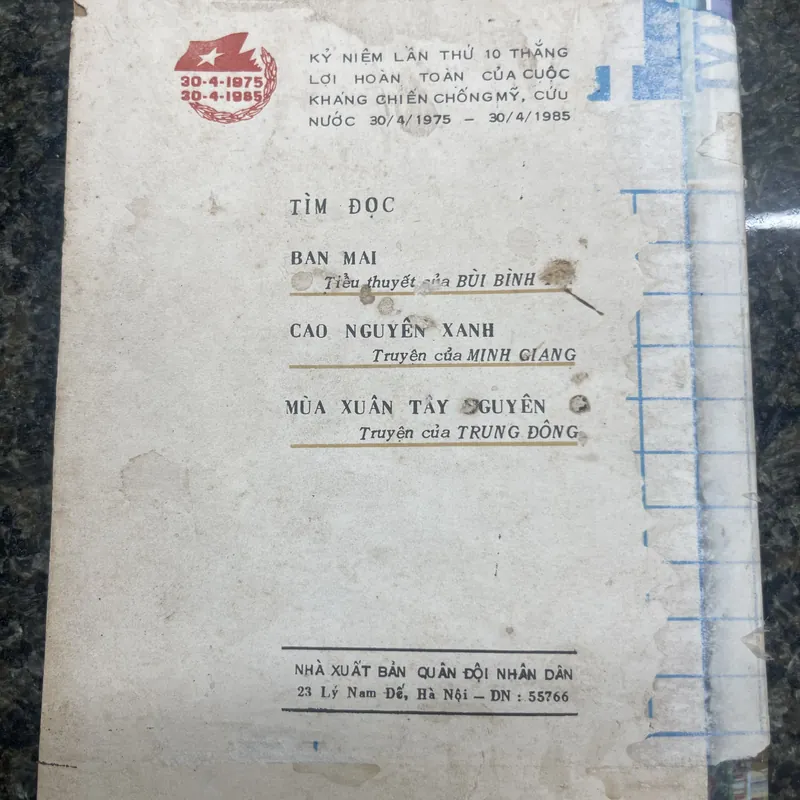 30-4-1975
30-4-1985
KỶ NIỆM LẦN THỨ 10 THẮNG
LỢI HOÀN TOÀN CỦA CUỘC
KHÁNG CHIẾN CHỐNG MỸ, CỨU
NƯỚC 30/4/1975 — 30/4/1985
TÌM ĐỌC
BAN MAI
Tiểu thuyết của BÙI BÌNH
CAO NGUYÊN XANH
Truyện của MINH GIANG
MÙA XUÂN TÂY NGUYÊN
Truyện của TRUNG ĐÔNG
NHÀ XUẤT BẢN QUÂN ĐỘI NHÂN DÂN
23 Lý Nam Đế, Hà Nội — DN : 55766